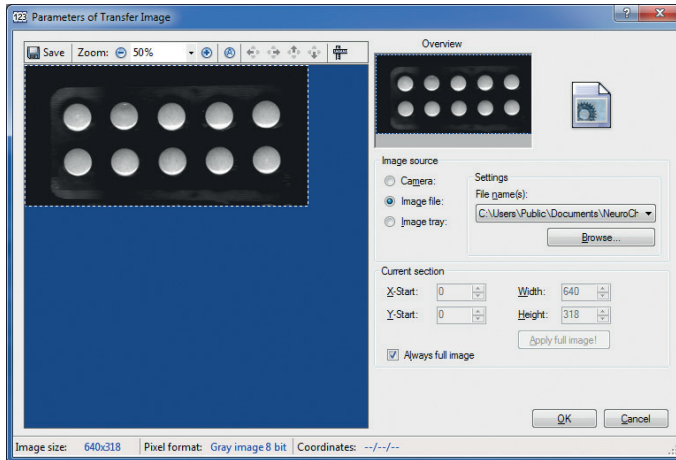 123 Parameters of Transfer Image
Save Zoom: 50%
Overview
Image source
Camera:
Image file:
Image tray:
Settings
File name(s):
C:\Users\Public\Documents\NeuroCh
Browse...
Current section
X-Start: 0 Width: 640
Y-Start: 0 Height: 318
Apply full image!
Always full image
OK Cancel
Image size: 640x318 Pixel format: Gray image 8 bit Coordinates: --/--/--